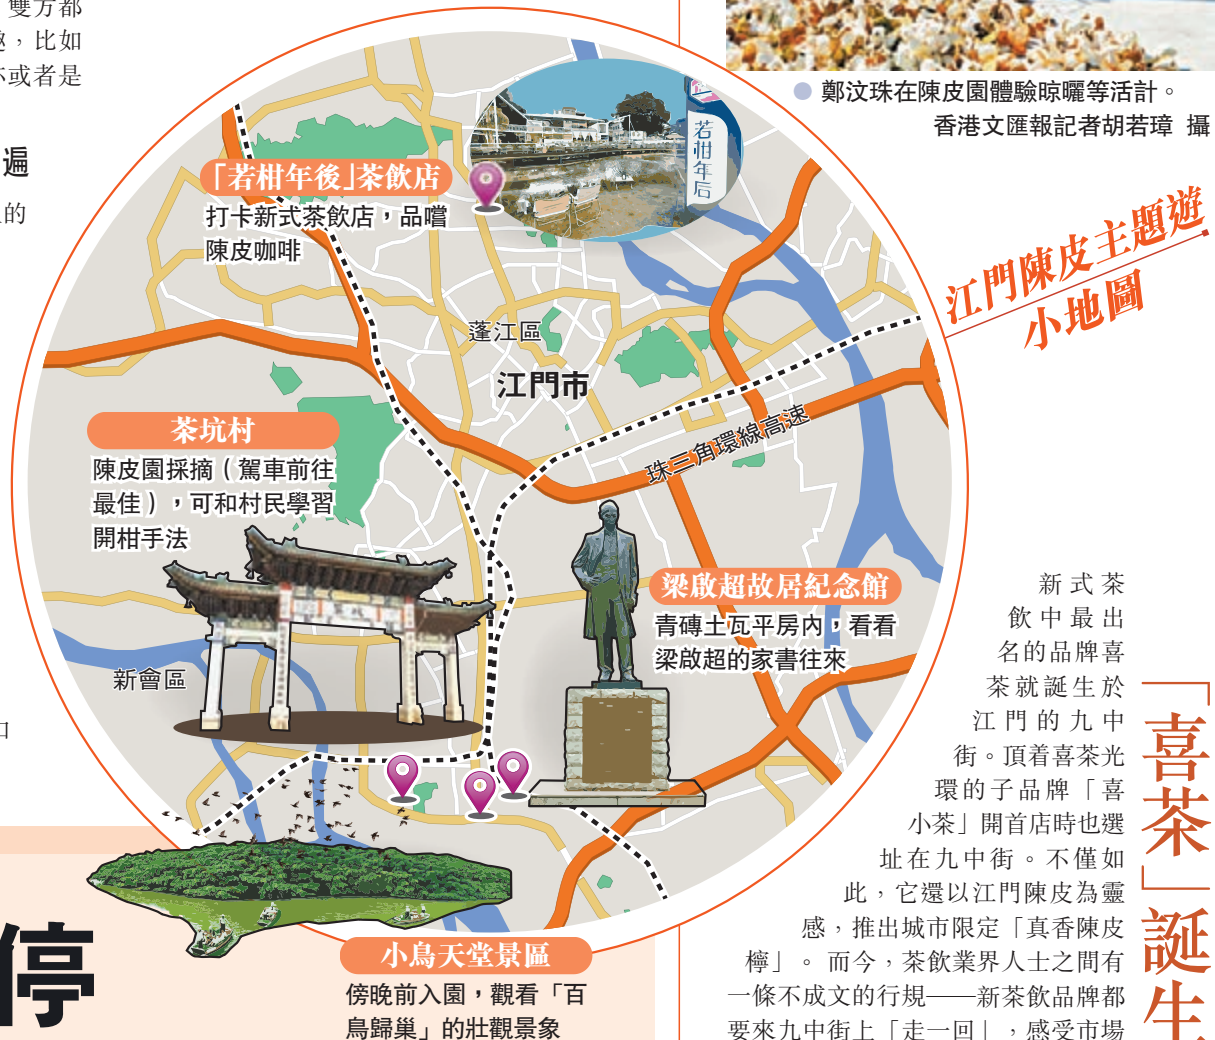 雙方都
，比如
或者是
遍
的
鄭汶珠在陳皮園體驗晾曬等活計。
香港文匯報記者胡若璋 攝
江門陳皮主題遊
小地圖
若柑年后
「若柑年後」茶飲店
打卡新式茶飲店，品嚐
陳皮咖啡
蓬江區
江門市
珠三角環線高速
茶坑村
陳皮園採摘（駕車前往
最佳），可和村民學習
開柑手法
梁啟超故居紀念館
青磚土瓦平房內，看看
梁啟超的家書往來
新會區
小鳥天堂景區
傍晚前入園，觀看「百
鳥歸巢」的壯觀景象
停
新式茶
飲中最出
名的品牌喜
茶就誕生於
江門的九中
街。頂着喜茶光
環的子品牌「喜
小茶」開首店時也選
址在九中街。不僅如
此，它還以江門陳皮為靈
感，推出城市限定「真香陳皮
檸」。而今，茶飲業界人士之間有
一條不成文的行規——新茶飲品牌都
要來九中街上「走一回」，感受市場
「喜茶」誕生